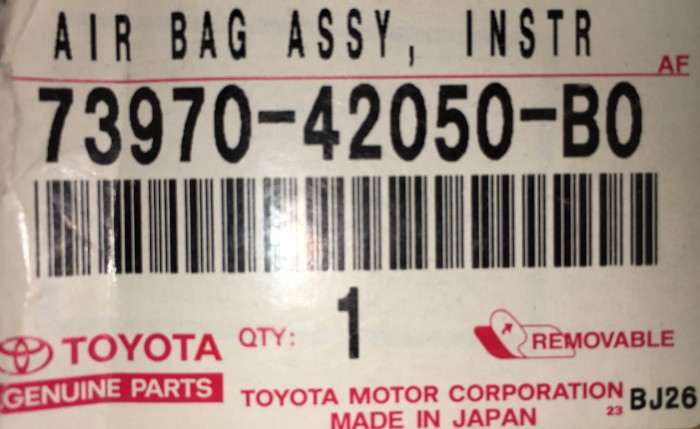 AIR BAG ASSY, INSTR
AF
73970-42050-B0
QTY: 1
TOYOTA
GENUINE PARTS
REMOVABLE
TOYOTA MOTOR CORPORATION
23 BJ26
MADE IN JAPAN